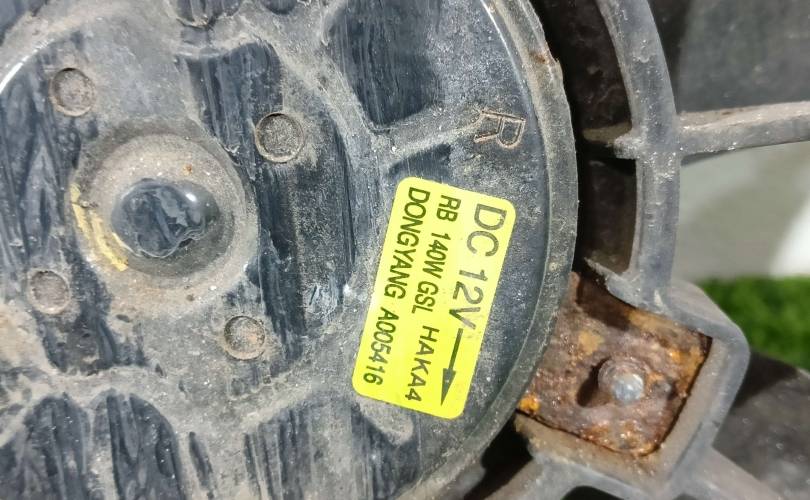 R
DC 12V→
RB 140W GSL HAKA4
DONGYANG A005416